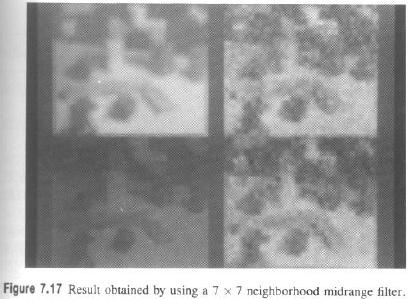 Figure 7.17 Result obtained by using a 7 × 7 neighborhood midrange filter.